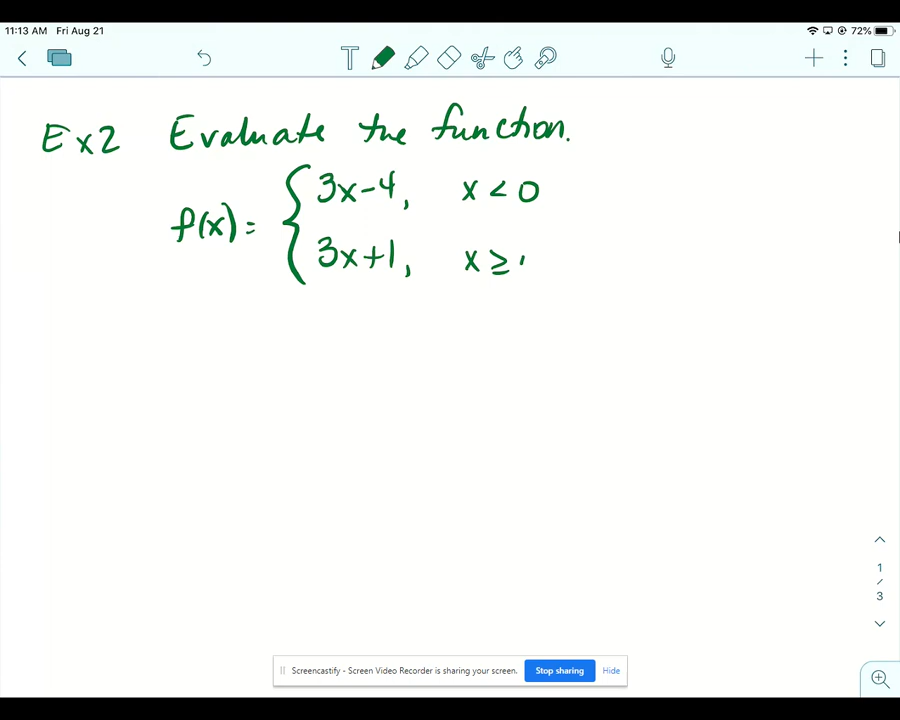 11:13 AM Fri Aug 21
72%
T
Ex2 Evaluate the function.
f(x) = { 3x-4, x < 0
3x+1, x ≥
1
/
3
Screencastify - Screen Video Recorder is sharing your screen. Stop sharing Hide